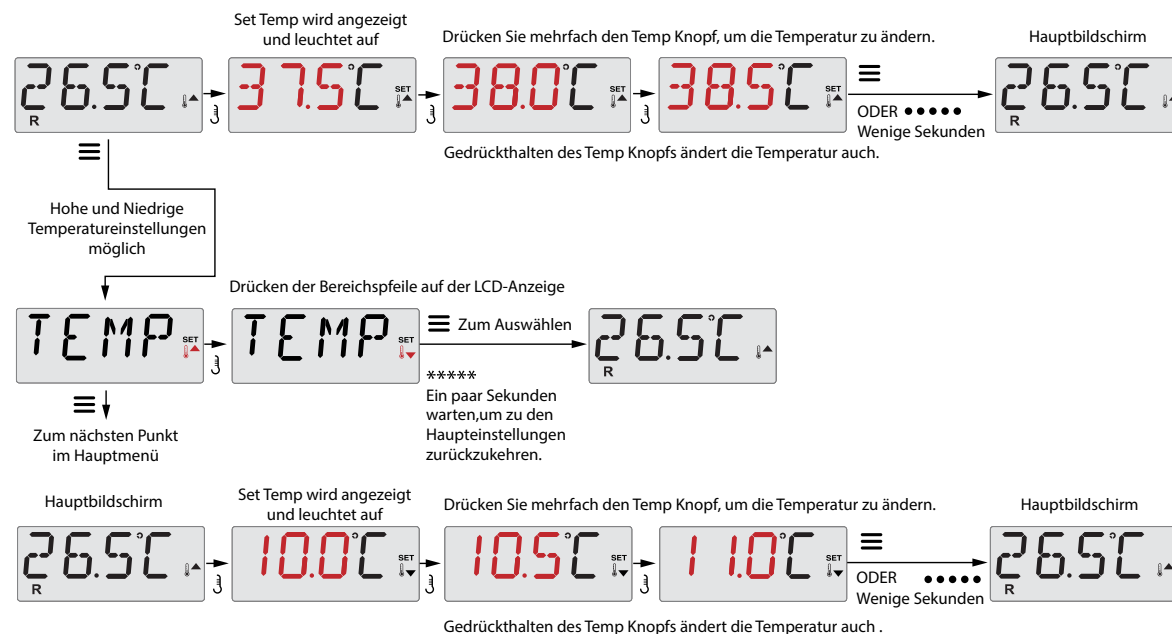 Set Temp wird angezeigt
und leuchtet auf
Drücken Sie mehrfach den Temp Knopf, um die Temperatur zu ändern.
Hauptbildschirm
26.5°C
R
37.5°C
SET
38.0°C
SET
38.5°C
SET
ODER
Wenige Sekunden
26.5°C
R
Gedrückthalten des Temp Knopfs ändert die Temperatur auch.
Hohe und Niedrige
Temperatureinstellungen
möglich
Drücken der Bereichspfeile auf der LCD-Anzeige
TEMP
SET
TEMP
SET
Zum Auswählen
26.5°C
R
*****
Ein paar Sekunden
warten,um zu den
Haupteinstellungen
zurückzukehren.
Zum nächsten Punkt
im Hauptmenü
Hauptbildschirm
Set Temp wird angezeigt
und leuchtet auf
Drücken Sie mehrfach den Temp Knopf, um die Temperatur zu ändern.
Hauptbildschirm
26.5°C
R
10.0°C
SET
10.5°C
SET
11.0°C
SET
ODER
Wenige Sekunden
26.5°C
R
Gedrückthalten des Temp Knopfs ändert die Temperatur auch .